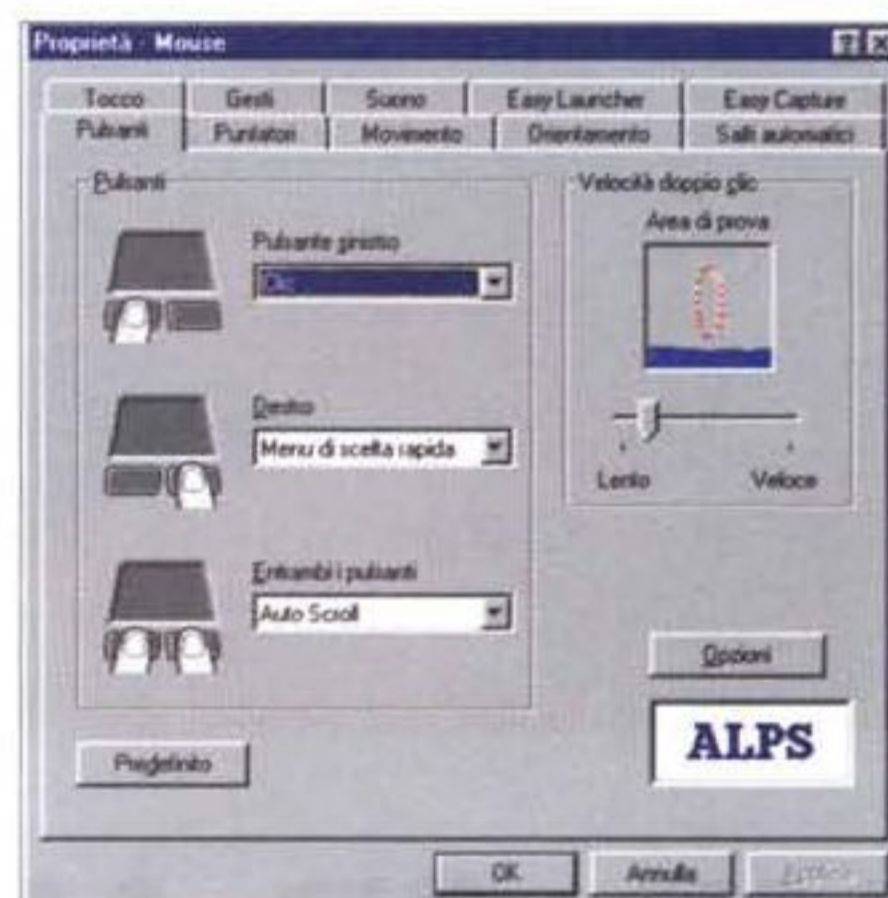 Proprietà - Mouse
Tocco Gesti Suono Easy Launcher Easy Capture
Pulsanti Puntatori Movimento Orientamento Salti automatici
Pulsanti
Pulsante sinistro
Clic
Destro
Menu di scelta rapida
Entrambi i pulsanti
Auto Scroll
Predefinito
Velocità doppio clic
Area di prova
Lento Veloce
Opzioni
ALPS
OK Annulla